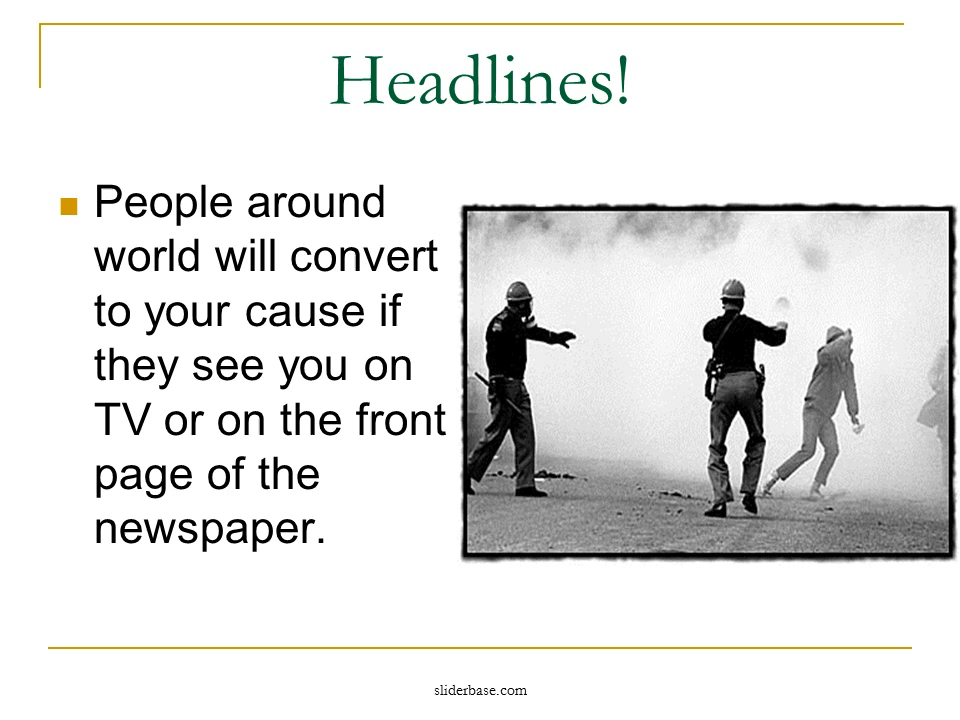 Headlines!
People around
world will convert
to your cause if
they see you on
TV or on the front
page of the
newspaper.
sliderbase.com